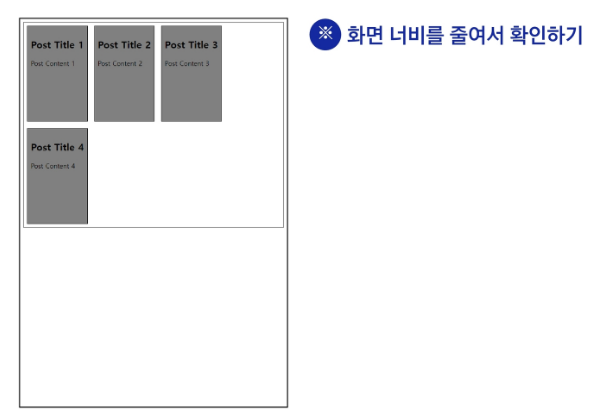 ※ 화면 너비를 줄여서 확인하기
Post Title 1 Post Title 2 Post Title 3
Post Content 1 Post Content 2 Post Content 3
Post Title 4
Post Content 4